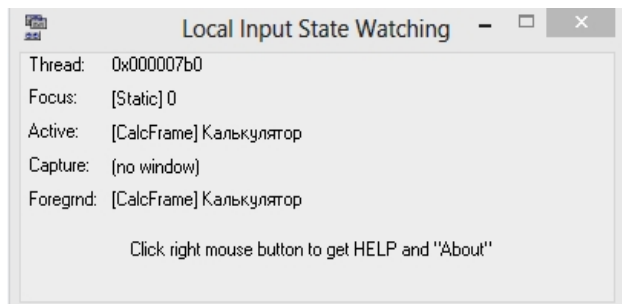 Local Input State Watching
Thread: 0x000007b0
Focus: [Static] 0
Active: [CalcFrame] Калькулятор
Capture: (no window)
Foregrnd: [CalcFrame] Калькулятор
Click right mouse button to get HELP and "About"